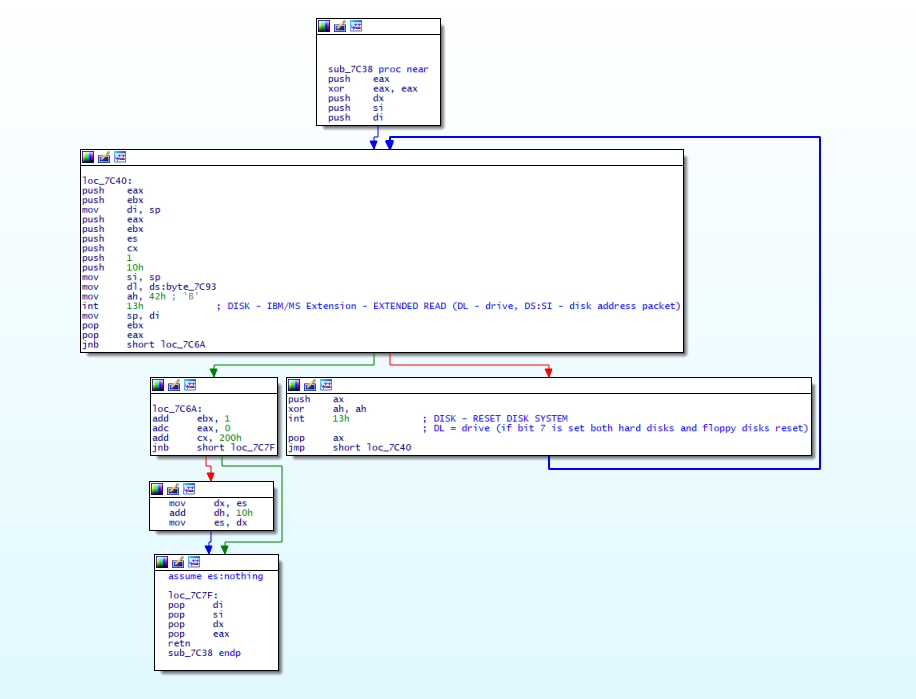 sub_7C38 proc near
push eax
xor eax, eax
push dx
push si
push di
loc_7C40:
push eax
push ebx
mov di, sp
push eax
push ebx
push es
push cx
push 1
push 10h
mov si, sp
mov dl, ds:byte_7C93
mov ah, 42h ; 'B'
int 13h ; DISK - IBM/MS Extension - EXTENDED READ (DL - drive, DS:SI - disk address packet)
mov sp, di
pop ebx
pop eax
jnb short loc_7C6A
loc_7C6A:
add ebx, 1
adc eax, 0
add cx, 200h
jnb short loc_7C7F
push ax
xor ah, ah
int 13h ; DISK - RESET DISK SYSTEM
; DL = drive (if bit 7 is set both hard disks and floppy disks reset)
pop ax
jmp short loc_7C40
mov dx, es
add dh, 10h
mov es, dx
assume es:nothing
loc_7C7F:
pop di
pop si
pop dx
pop eax
retn
sub_7C38 endp